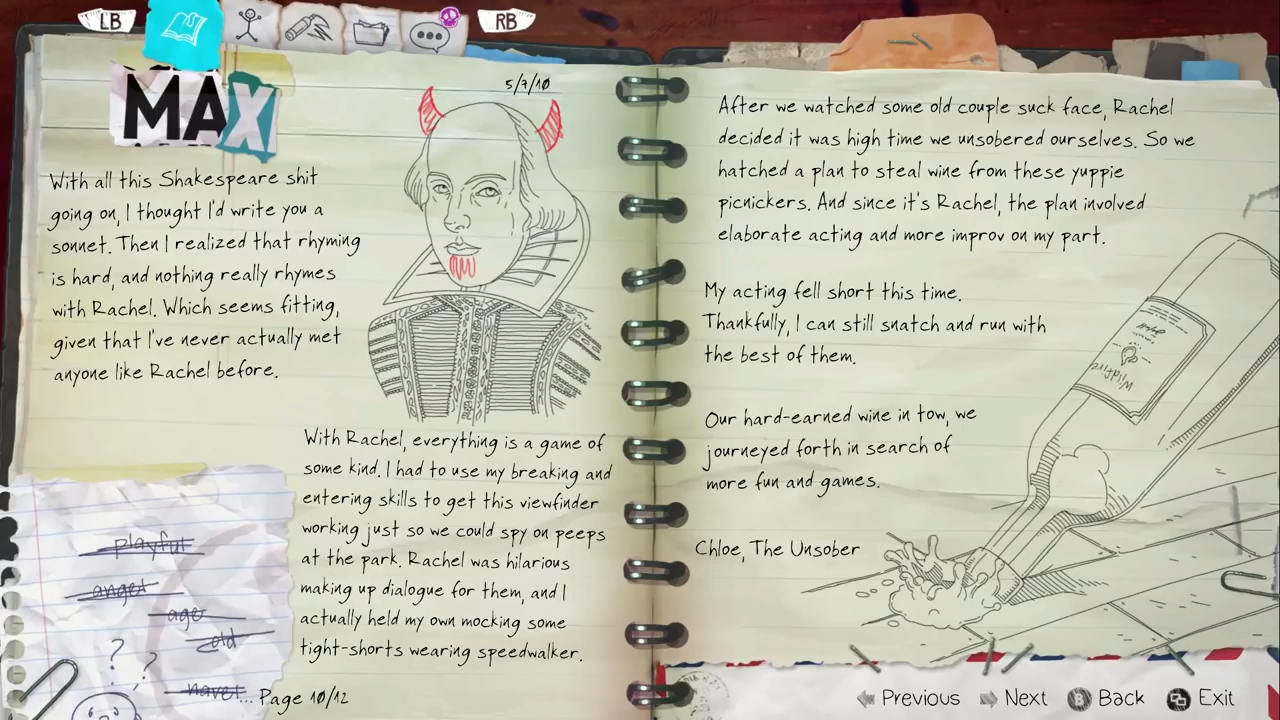 LB
RB
MAX
5/7/10
With all this Shakespeare shit
going on, I thought I'd write you a
sonnet. Then I realized that rhyming
is hard, and nothing really rhymes
with Rachel. Which seems fitting,
given that I've never actually met
anyone like Rachel before.
With Rachel, everything is a game of
some kind. I had to use my breaking and
entering skills to get this viewfinder
working just so we could spy on peeps
at the park. Rachel was hilarious
making up dialogue for them, and I
actually held my own mocking some
tight-shorts wearing speedwalker.
playful
angel
age
old
navel...
Page 10/12
After we watched some old couple suck face, Rachel
decided it was high time we unsobered ourselves. So we
hatched a plan to steal wine from these yuppie
picnickers. And since it's Rachel, the plan involved
elaborate acting and more improv on my part.
My acting fell short this time.
Thankfully, I can still snatch and run with
the best of them.
Our hard-earned wine in tow, we
journeyed forth in search of
more fun and games.
Chloe, The Unsober
Wildfire
Previous
Next
B Back
Exit